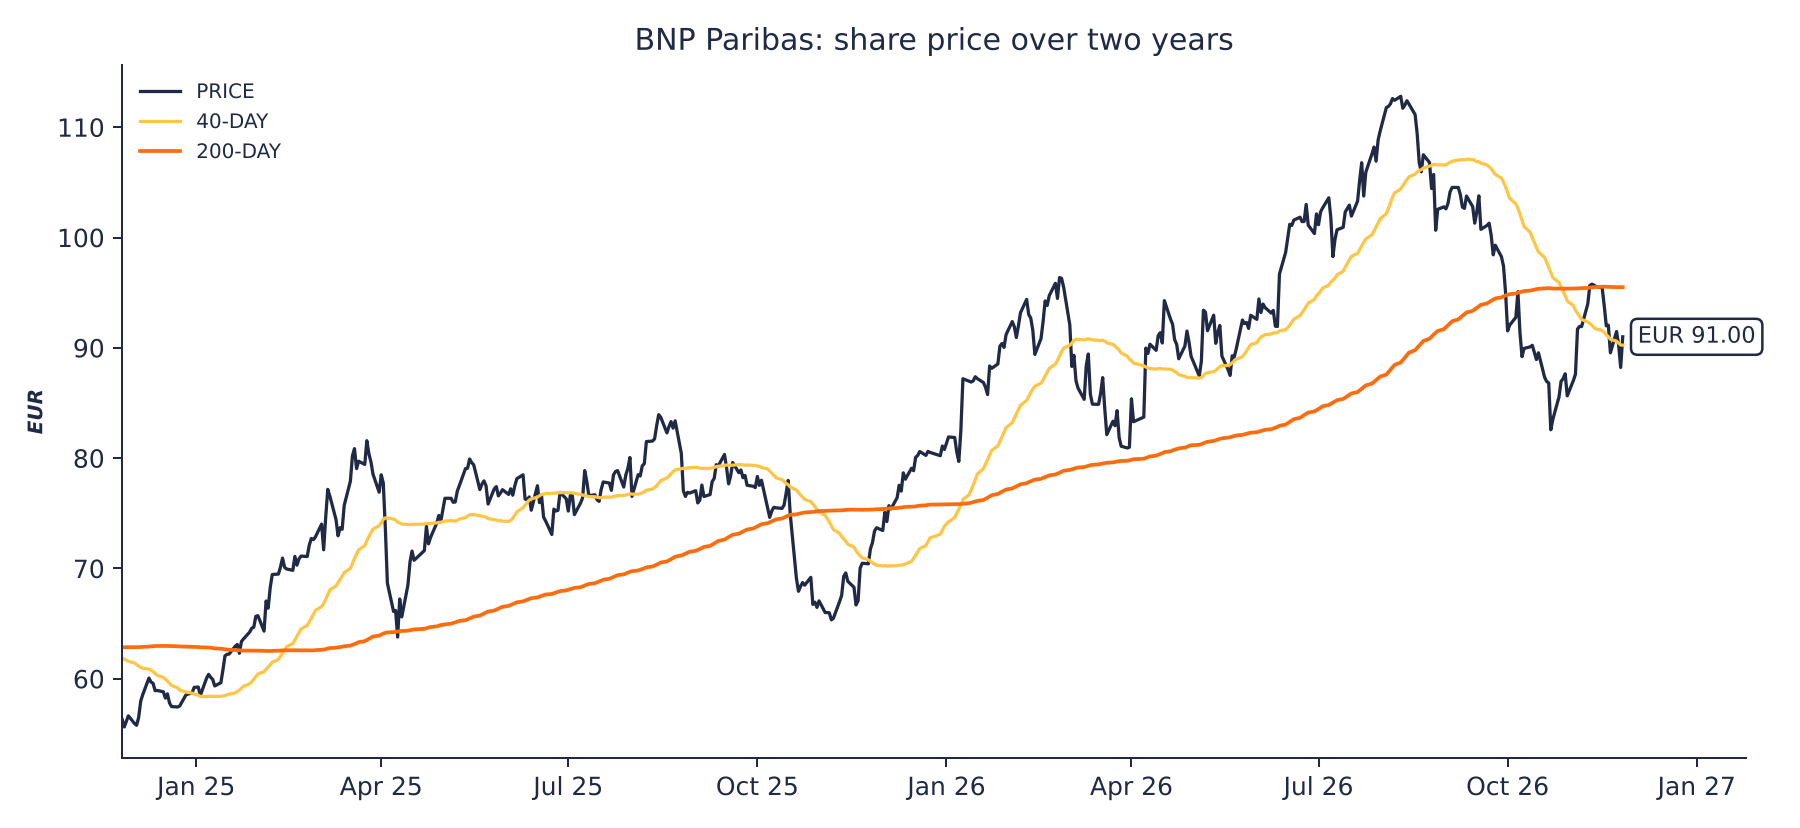 BNP Paribas: share price over two years
PRICE
40-DAY
200-DAY
110
100
90
80
70
60
EUR
EUR 91.00
Jan 25
Apr 25
Jul 25
Oct 25
Jan 26
Apr 26
Jul 26
Oct 26
Jan 27